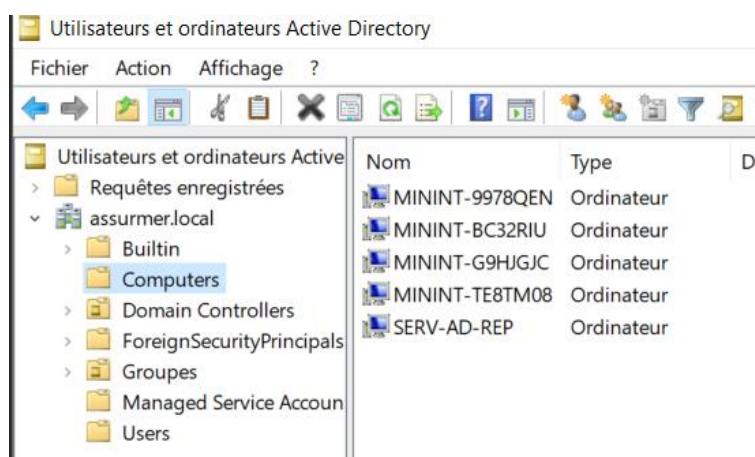 Utilisateurs et ordinateurs Active Directory
Fichier Action Affichage ?
Utilisateurs et ordinateurs Active
Requêtes enregistrées
assurmer.local
Builtin
Computers
Domain Controllers
ForeignSecurityPrincipals
Groupes
Managed Service Accoun
Users
Nom Type D
MININT-9978QEN Ordinateur
MININT-BC32RIU Ordinateur
MININT-G9HJGJC Ordinateur
MININT-TE8TM08 Ordinateur
SERV-AD-REP Ordinateur